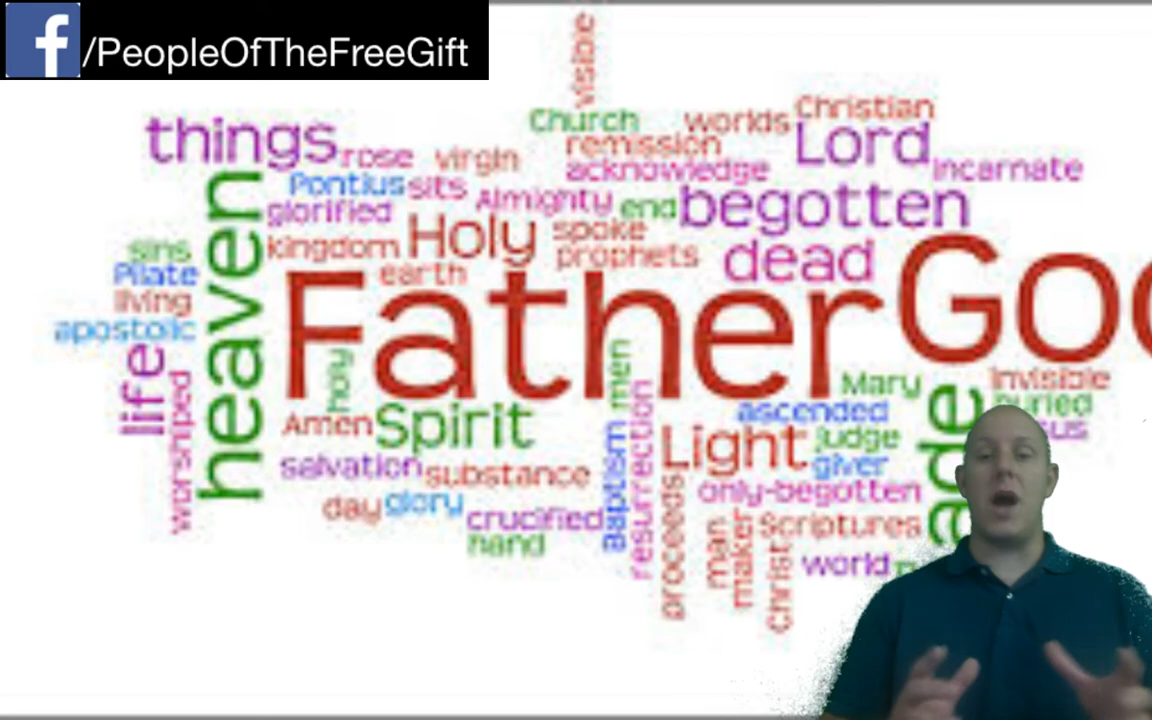 /PeopleOfTheFreeGift
visible
things
rose
virgin
Church
worlds
Christian
remission
Lord
acknowledge
Incarnate
Pontius
sits
Almighty
end
begotten
glorified
Holy
spoke
kingdom
prophets
dead
earth
sins
Pilate
living
apostolic
life
worshiped
heaven
Father
holy
men
Mary
Invisible
buried
ascended
Amen
Spirit
Light
judge
giver
salvation
substance
Baptism
resurrection
only-begotten
day
glory
crucified
hand
proceeds
man
maker
Scriptures
christ
world